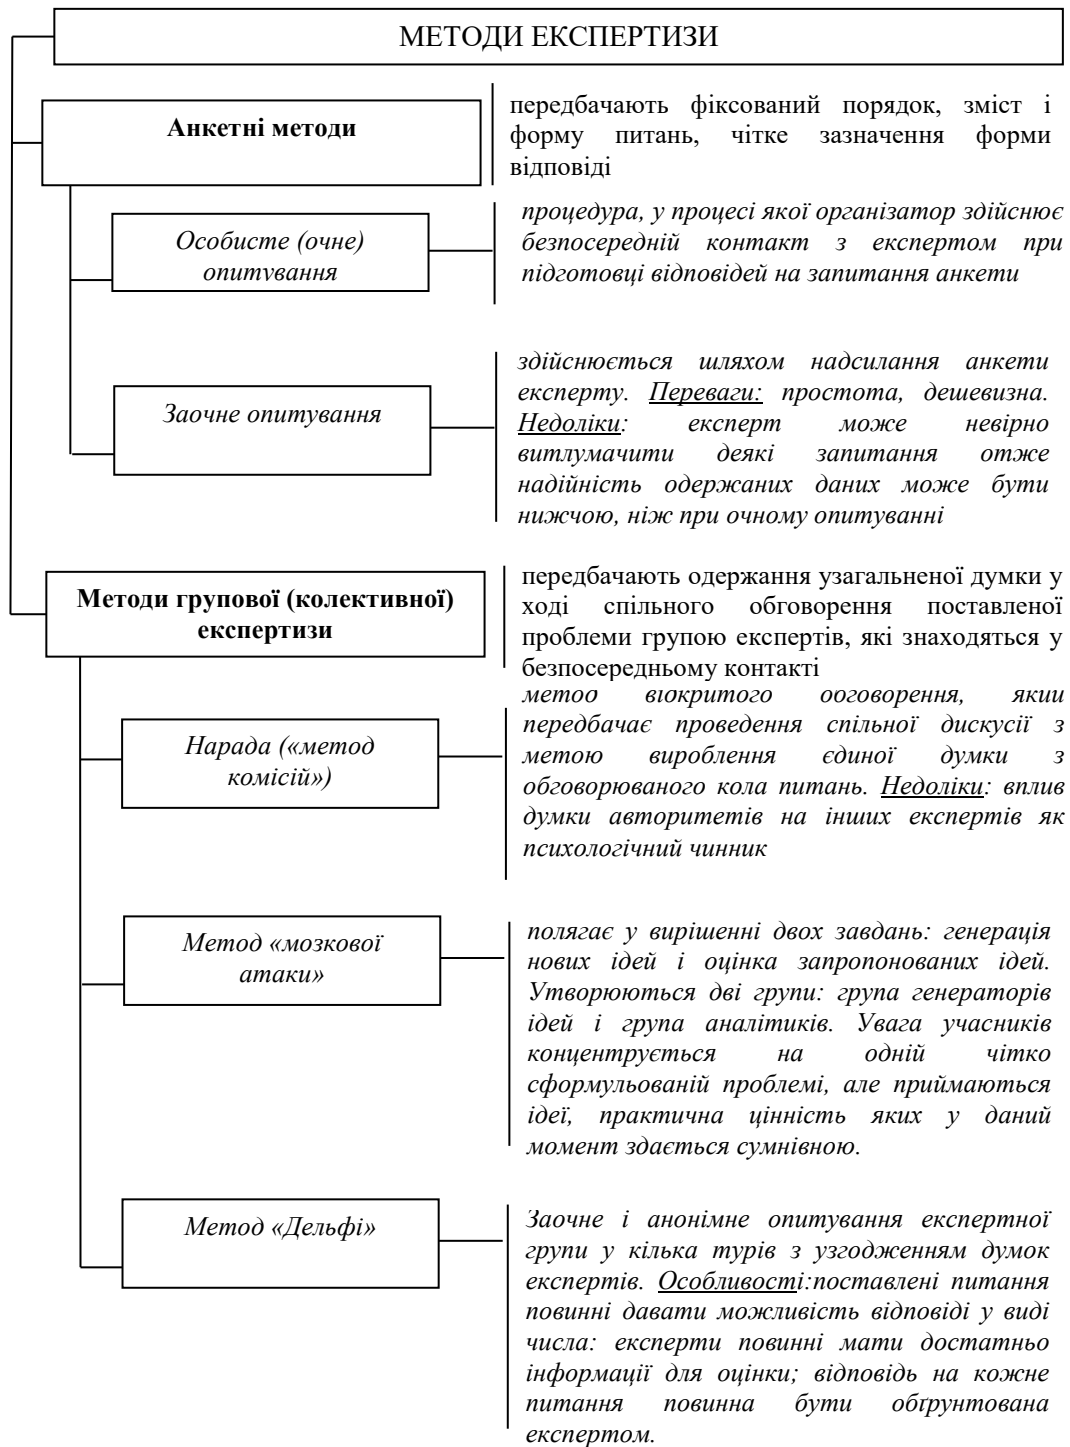 МЕТОДИ ЕКСПЕРТИЗИ
Анкетні методи
передбачають фіксований порядок, зміст і
форму питань, чітке зазначення форми
відповіді
Особисте (очне)
опитування
процедура, у процесі якої організатор здійснює
безпосередній контакт з експертом при
підготовці відповідей на запитання анкети
Заочне опитування
здійснюється шляхом надсилання анкети
експерту. Переваги: простота, дешевизна.
Недоліки: експерт може невірно
витлумачити деякі запитання отже
надійність одержаних даних може бути
нижчою, ніж при очному опитуванні
Методи групової (колективної)
експертизи
передбачають одержання узагальненої думки у
ході спільного обговорення поставленої
проблеми групою експертів, які знаходяться у
безпосередньому контакті
Нарада («метод
комісій»)
метод відкритого обговорення, який
передбачає проведення спільної дискусії з
метою вироблення єдиної думки з
обговорюваного кола питань. Недоліки: вплив
думки авторитетів на інших експертів як
психологічний чинник
Метод «мозкової
атаки»
полягає у вирішенні двох завдань: генерація
нових ідей і оцінка запропонованих ідей.
Утворюються дві групи: група генераторів
ідей і група аналітиків. Увага учасників
концентрується на одній чітко
сформульованій проблемі, але приймаються
ідеї, практична цінність яких у даний
момент здається сумнівною.
Метод «Дельфі»
Заочне і анонімне опитування експертної
групи у кілька турів з узгодженням думок
експертів. Особливості:поставлені питання
повинні давати можливість відповіді у виді
числа: експерти повинні мати достатньо
інформації для оцінки; відповідь на кожне
питання повинна бути обґрунтована
експертом.